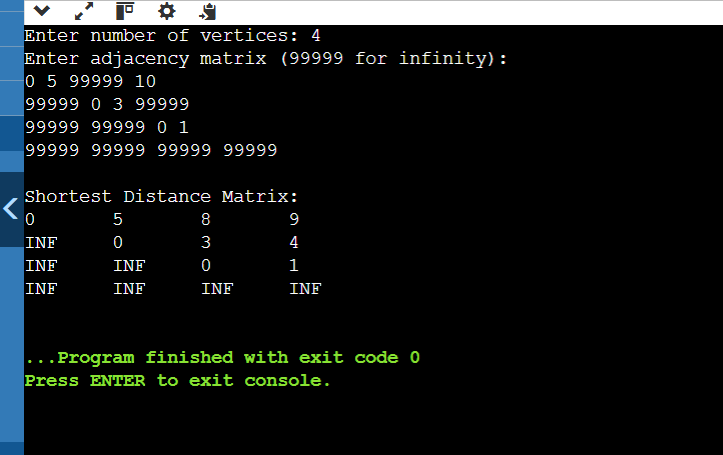 Enter number of vertices: 4
Enter adjacency matrix (99999 for infinity):
0 5 99999 10
99999 0 3 99999
99999 99999 0 1
99999 99999 99999 99999
Shortest Distance Matrix:
0 5 8 9
INF 0 3 4
INF INF 0 1
INF INF INF INF
...Program finished with exit code 0
Press ENTER to exit console.